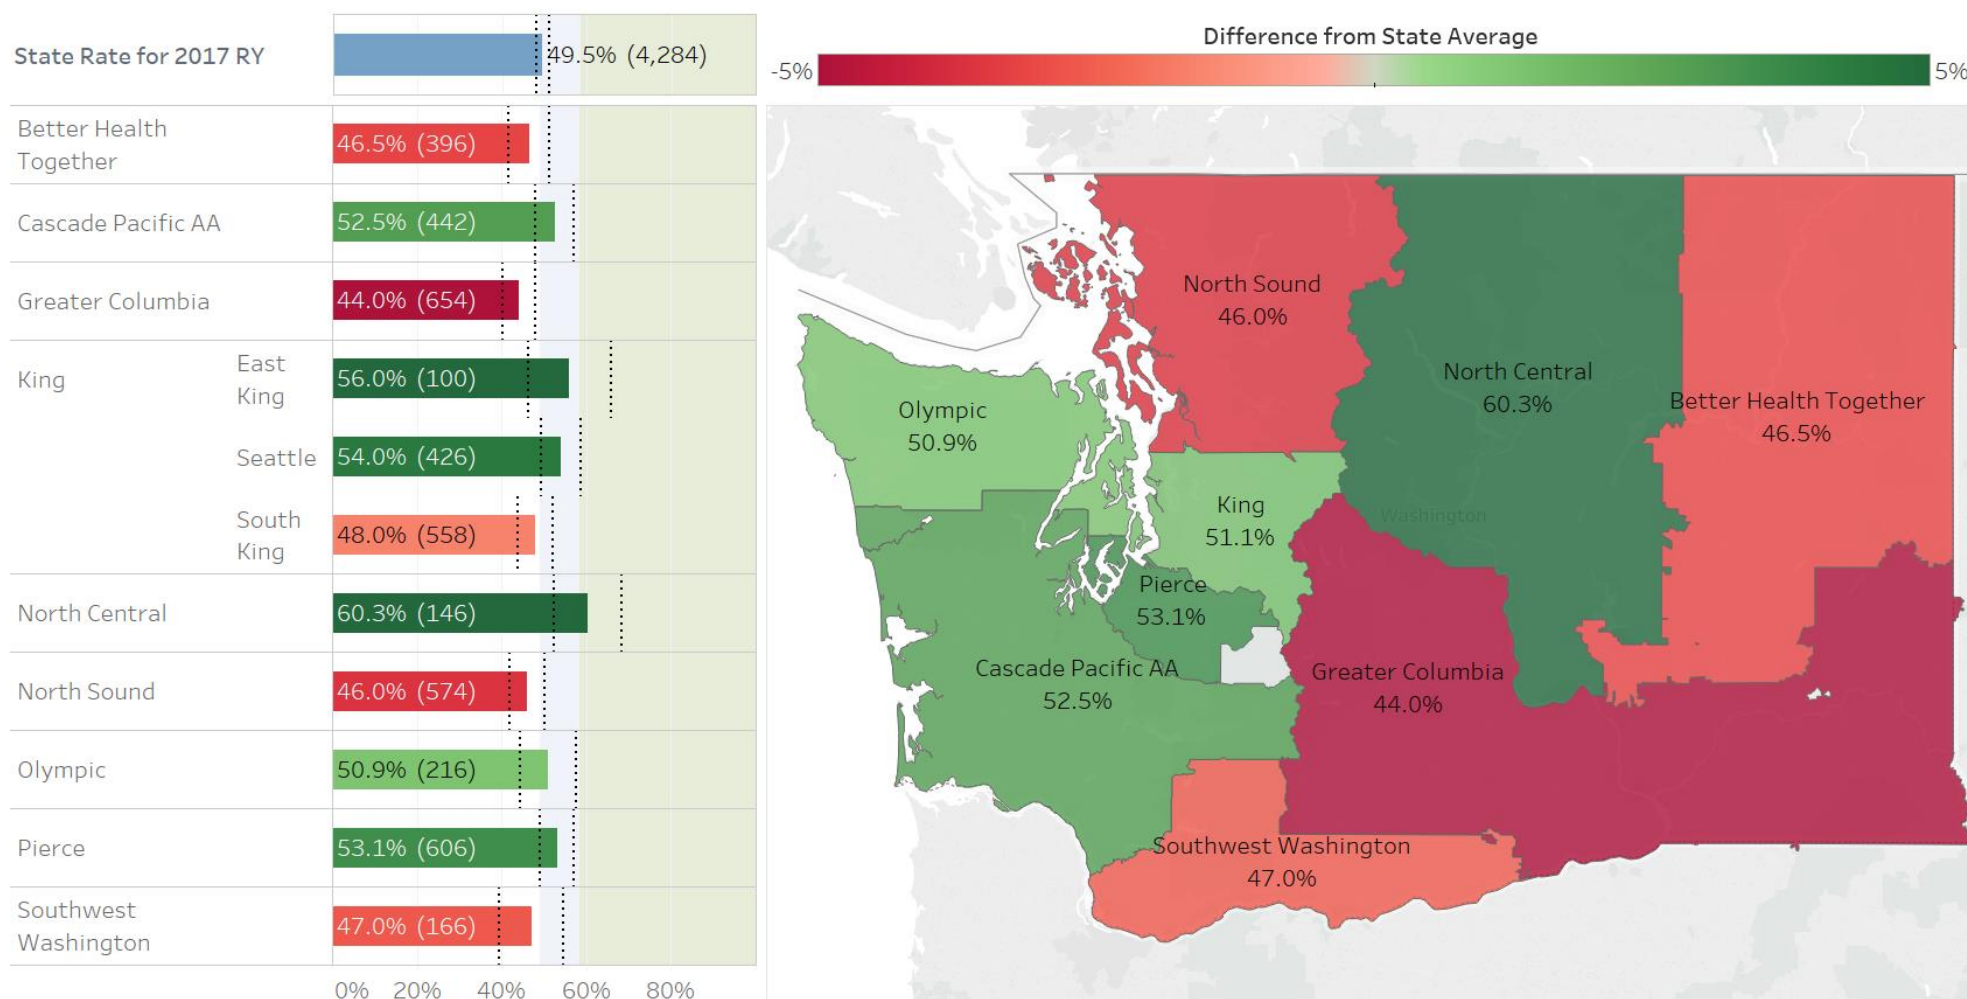 State Rate for 2017 RY
49.5% (4,284)
Better Health
Together
46.5% (396)
Cascade Pacific AA
52.5% (442)
Greater Columbia
44.0% (654)
King
East
King
56.0% (100)
Seattle
54.0% (426)
South
King
48.0% (558)
North Central
60.3% (146)
North Sound
46.0% (574)
Olympic
50.9% (216)
Pierce
53.1% (606)
Southwest
Washington
47.0% (166)
0% 20% 40% 60% 80%
Difference from State Average
-5% 5%
North Sound
46.0%
North Central
60.3%
Better Health Together
46.5%
Olympic
50.9%
King
51.1%
Washington
Pierce
53.1%
Cascade Pacific AA
52.5%
Greater Columbia
44.0%
Southwest Washington
47.0%